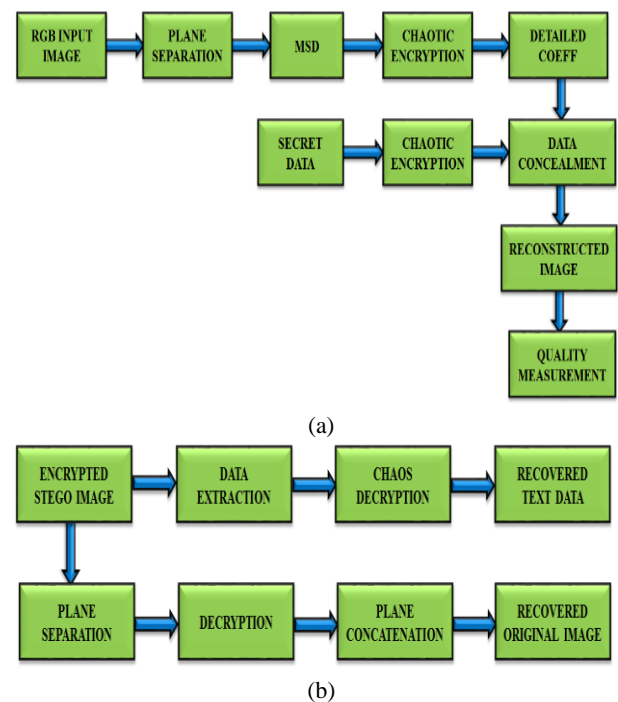 RGB INPUT
IMAGE
PLANE
SEPARATION
MSD
CHAOTIC
ENCRYPTION
DETAILED
COEFF
SECRET
DATA
CHAOTIC
ENCRYPTION
DATA
CONCEALMENT
RECONSTRUCTED
IMAGE
QUALITY
MEASUREMENT
(a)
ENCRYPTED
STEGO IMAGE
DATA
EXTRACTION
CHAOS
DECRYPTION
RECOVERED
TEXT DATA
PLANE
SEPARATION
DECRYPTION
PLANE
CONCATENATION
RECOVERED
ORIGINAL IMAGE
(b)